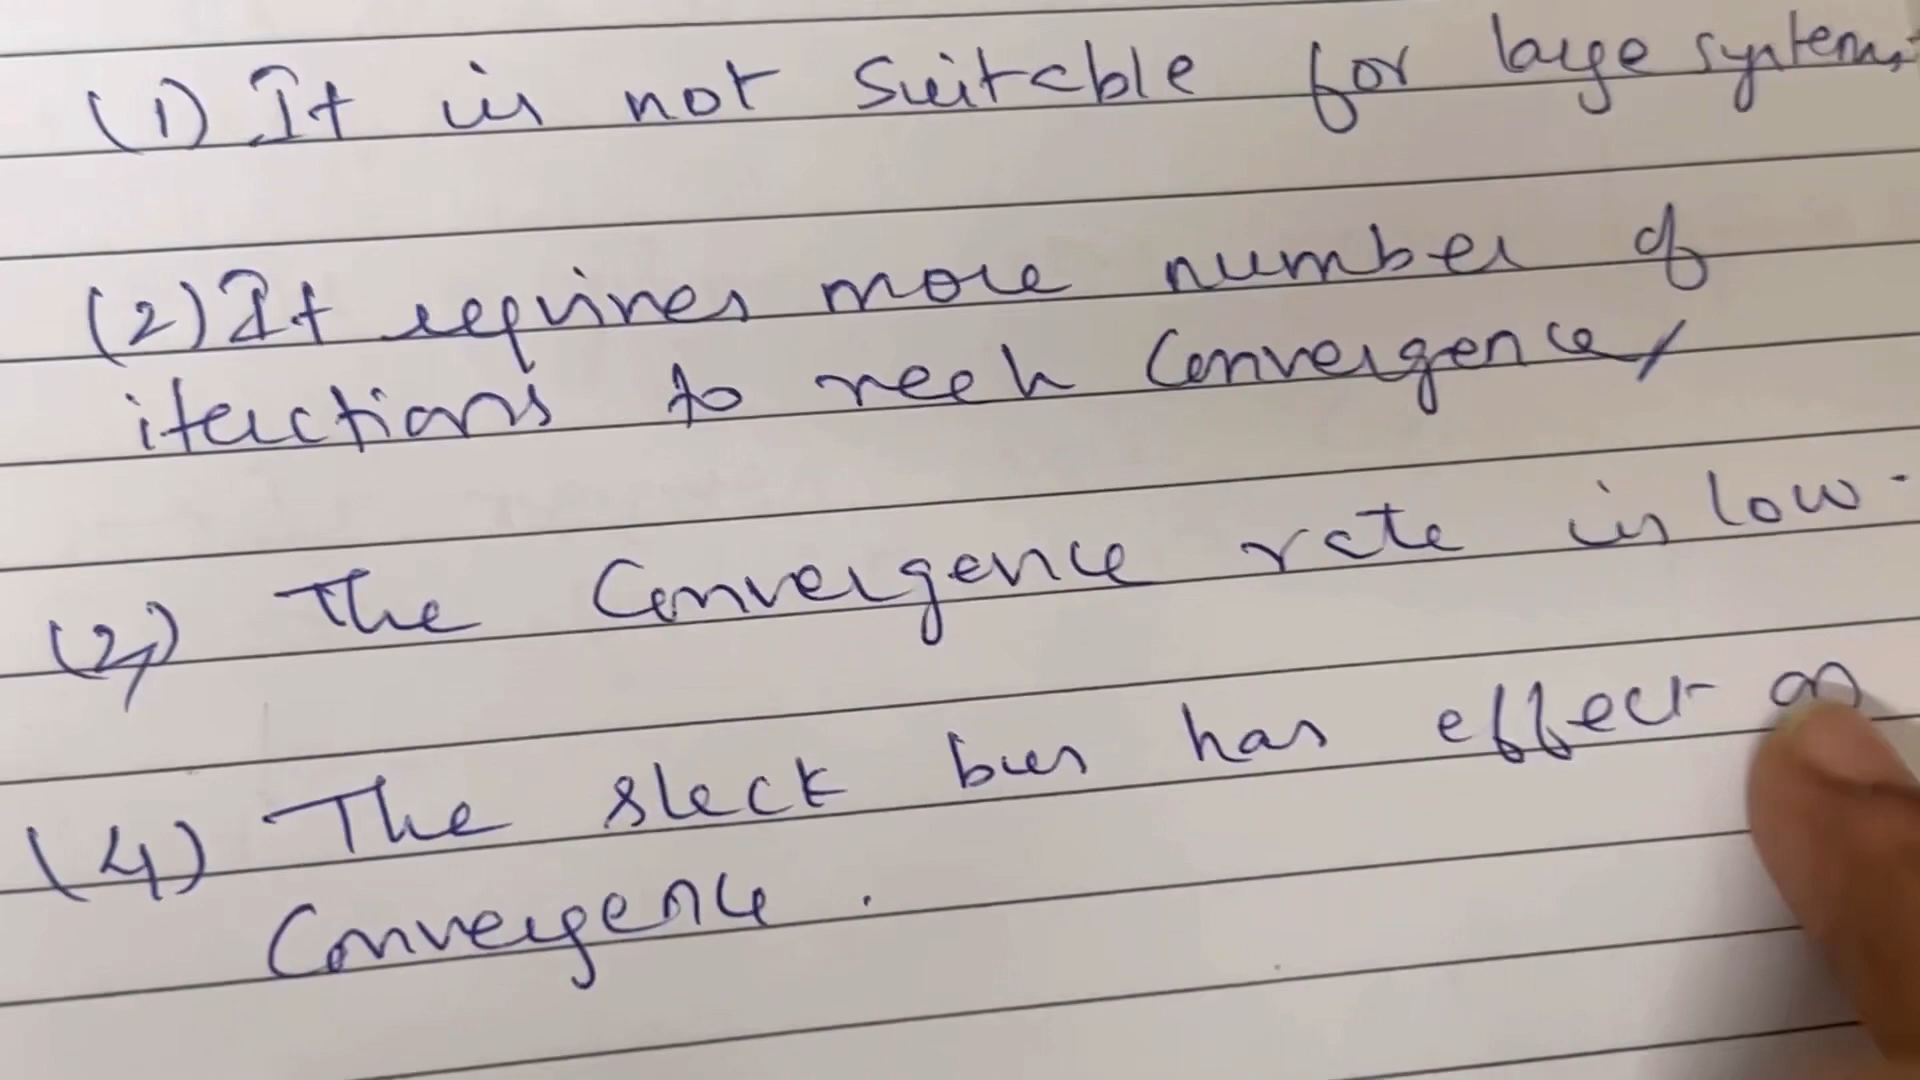 (1) It is not suitable for large systems
(2) It requires more number of
iterations to reach convergence,
(3) The convergence rate is low.
(4) The slack bus has effect on
convergence.